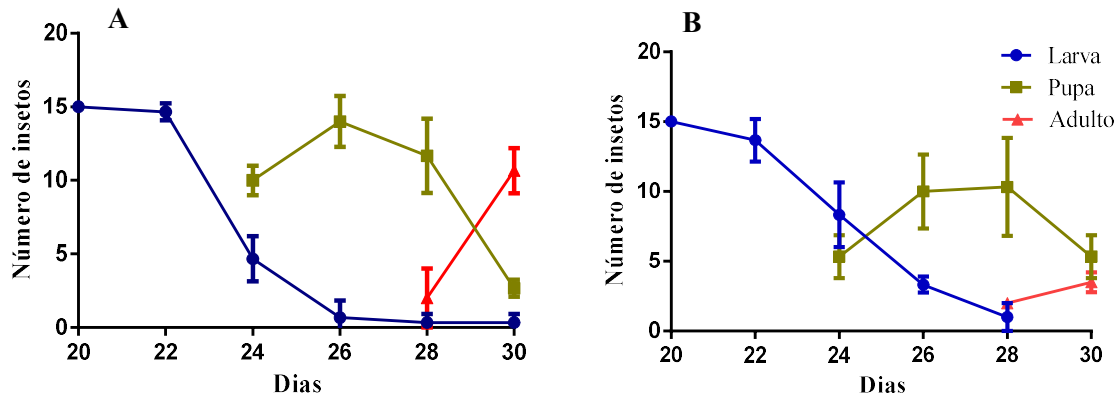 A
Número de insetos
20
15
10
5
0
20 22 24 26 28 30
Dias
B
Número de insetos
20
15
10
5
0
20 22 24 26 28 30
Dias
Larva
Pupa
Adulto